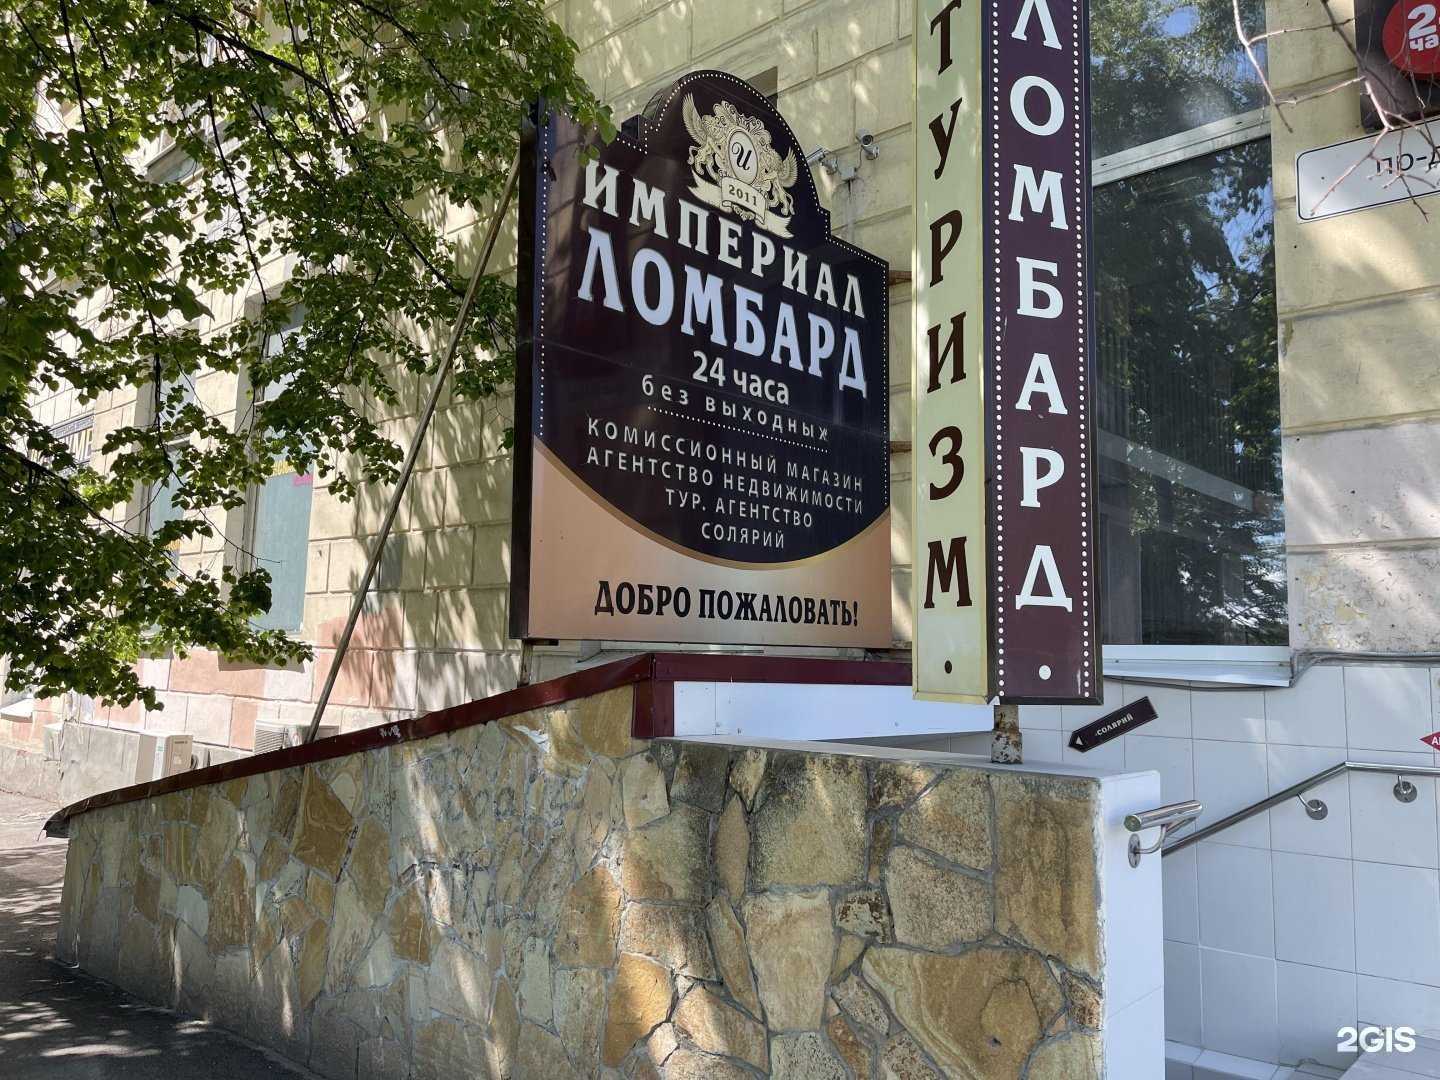 И
2011
ИМПЕРИАЛ
ЛОМБАРД
24 часа
без выходных
КОМИССИОННЫЙ МАГАЗИН
АГЕНТСТВО НЕДВИЖИМОСТИ
ТУР. АГЕНТСТВО
СОЛЯРИЙ
ДОБРО ПОЖАЛОВАТЬ!
ТУРИЗМ
ЛОМБАРД
СОЛЯРИЙ
2GIS